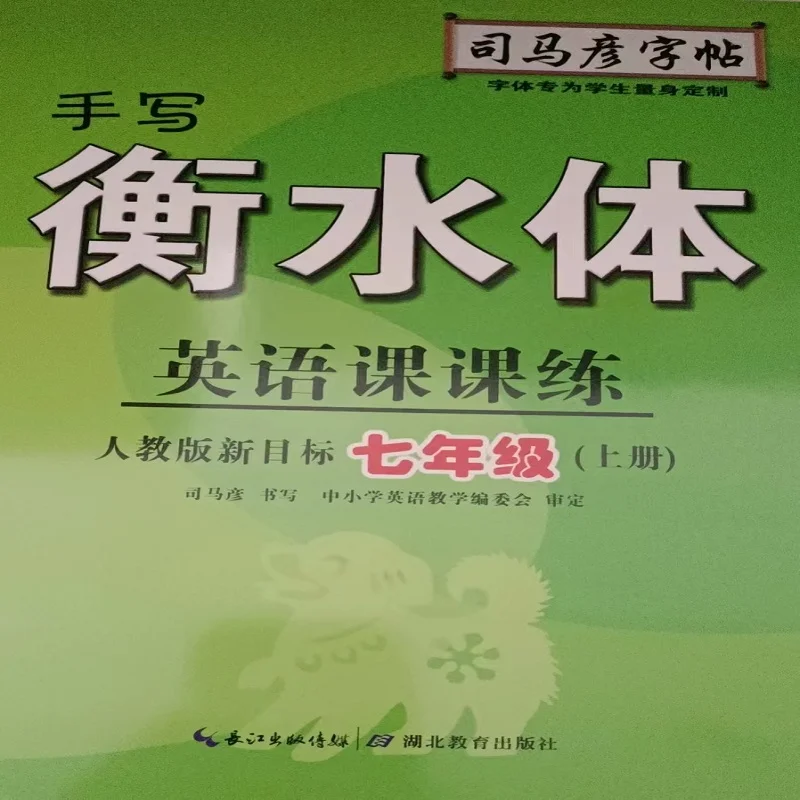 司马彦字帖
字体专为学生量身定制
手写
衡水体
英语课课练
人教版新目标 七年级 (上册)
司马彦 书写 中小学英语教学编委会 审定
长江出版传媒 湖北教育出版社